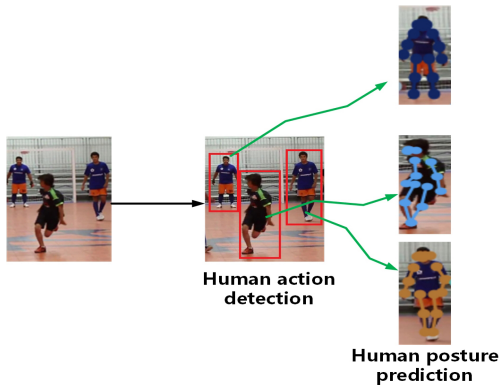 Human action
detection
Human posture
prediction